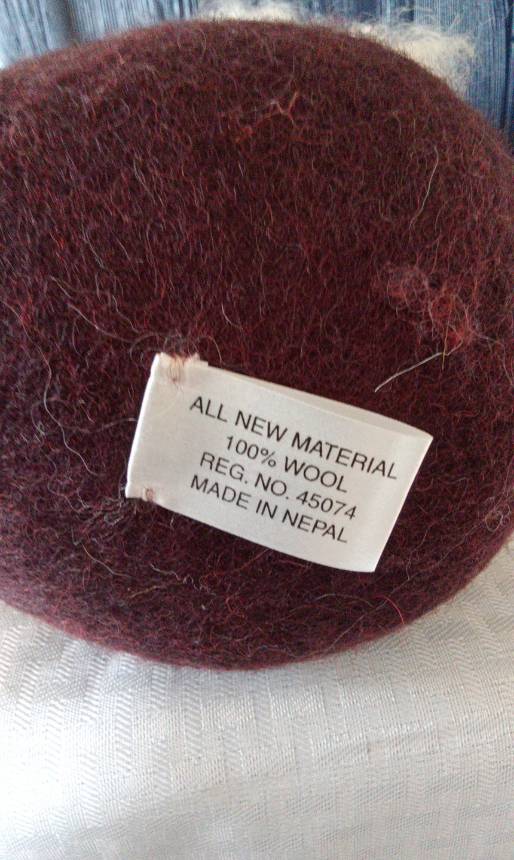 ALL NEW MATERIAL
100% WOOL
REG. NO. 45074
MADE IN NEPAL